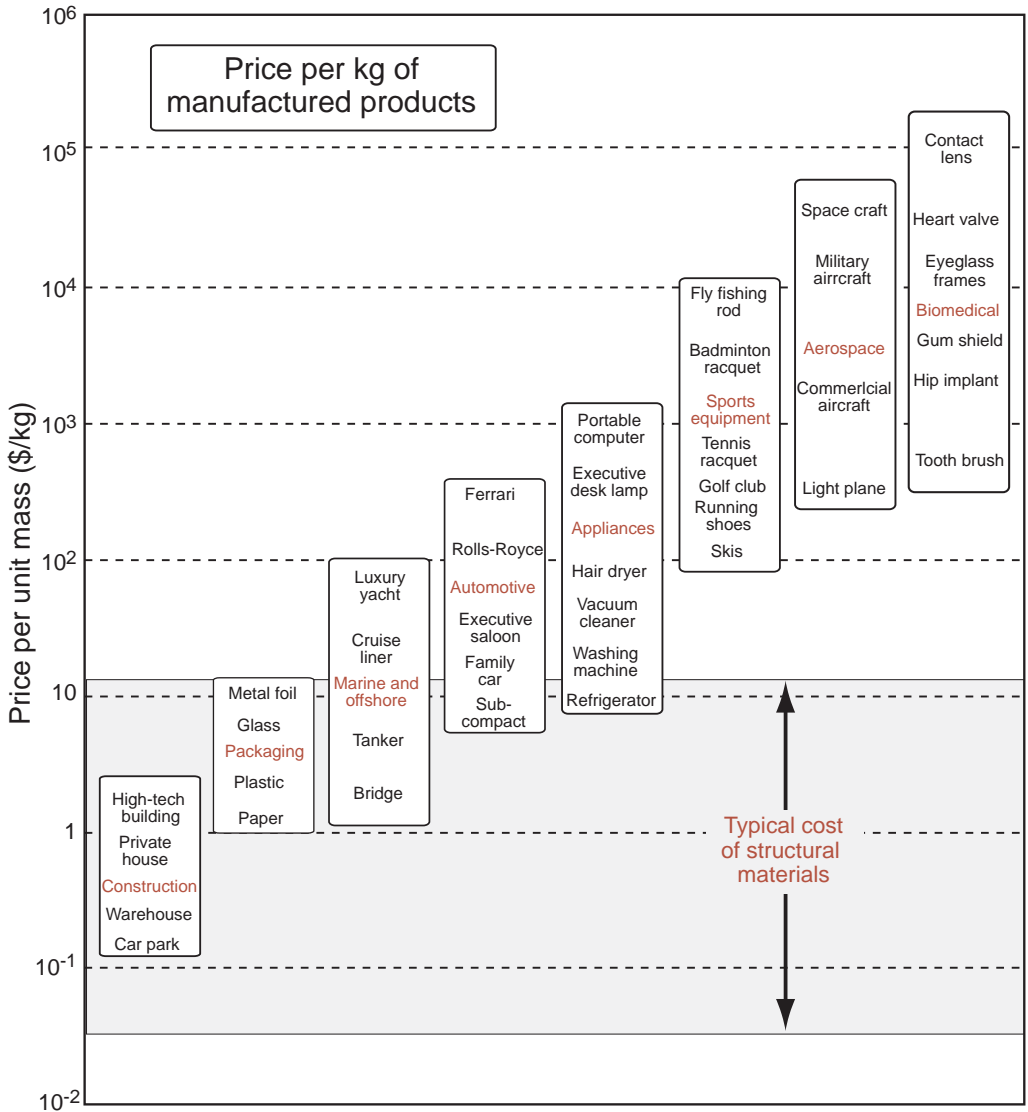 Price per kg of
manufactured products
Price per unit mass ($/kg)
10^6
10^5
10^4
10^3
10^2
10
1
10^-1
10^-2
High-tech
building
Private
house
Construction
Warehouse
Car park
Metal foil
Glass
Packaging
Plastic
Paper
Luxury
yacht
Cruise
liner
Marine and
offshore
Tanker
Bridge
Ferrari
Rolls-Royce
Automotive
Executive
saloon
Family
car
Sub-
compact
Portable
computer
Executive
desk lamp
Appliances
Hair dryer
Vacuum
cleaner
Washing
machine
Refrigerator
Fly fishing
rod
Badminton
racquet
Sports
equipment
Tennis
racquet
Golf club
Running
shoes
Skis
Space craft
Military
airrcraft
Aerospace
Commerlcial
aircraft
Light plane
Contact
lens
Heart valve
Eyeglass
frames
Biomedical
Gum shield
Hip implant
Tooth brush
Typical cost
of structural
materials